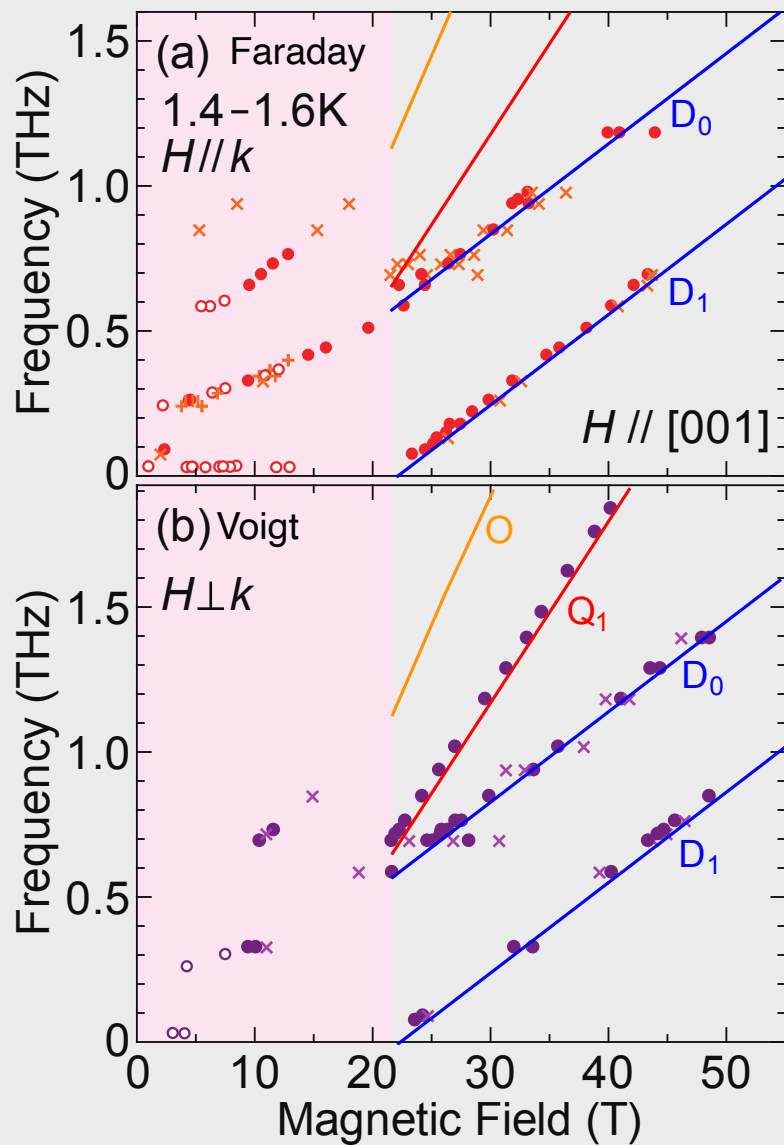 (a) Faraday
1.4–1.6K
H//k
D₀
D₁
H // [001]
Frequency (THz)
1.5
1.0
0.5
0
(b) Voigt
H⊥k
O
Q₁
D₀
D₁
Frequency (THz)
1.5
1.0
0.5
0
0 10 20 30 40 50
Magnetic Field (T)